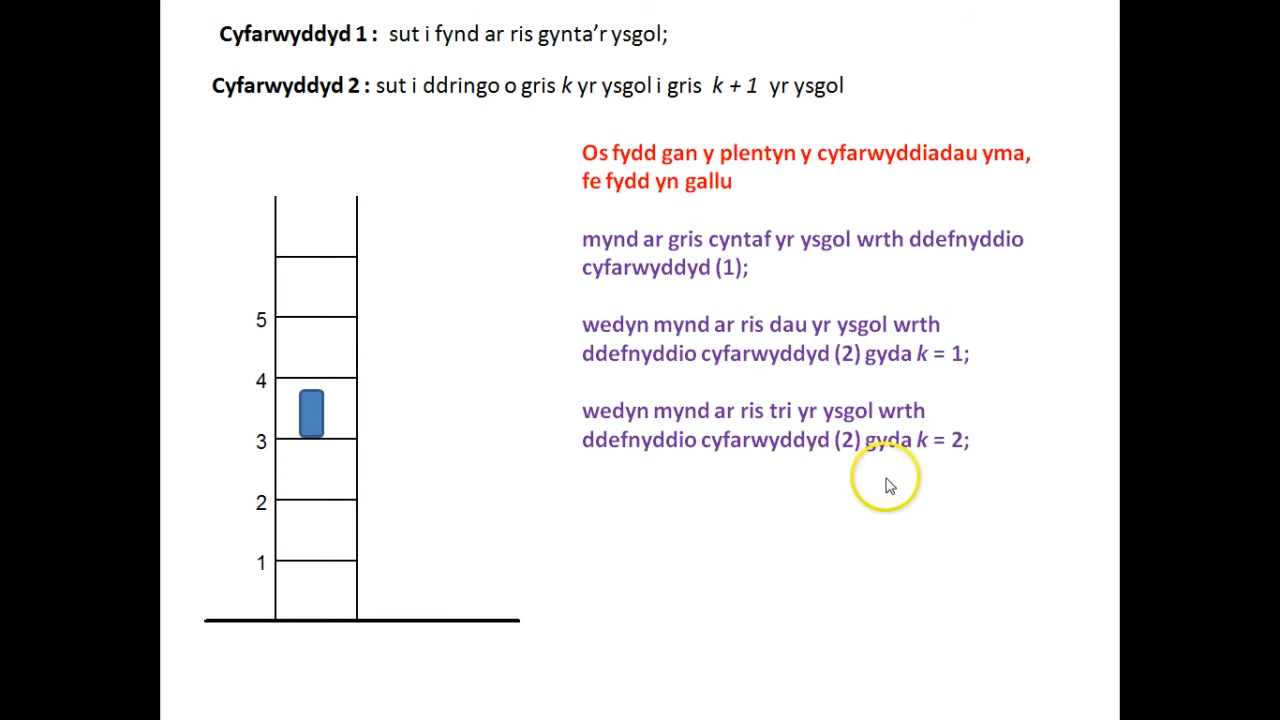 Cyfarwyddyd 1 : sut i fynd ar ris gynta’r ysgol;
Cyfarwyddyd 2 : sut i ddringo o gris k yr ysgol i gris k + 1 yr ysgol
Os fydd gan y plentyn y cyfarwyddiadau yma,
fe fydd yn gallu
mynd ar gris cyntaf yr ysgol wrth ddefnyddio
cyfarwyddyd (1);
wedyn mynd ar ris dau yr ysgol wrth
ddefnyddio cyfarwyddyd (2) gyda k = 1;
wedyn mynd ar ris tri yr ysgol wrth
ddefnyddio cyfarwyddyd (2) gyda k = 2;
5
4
3
2
1